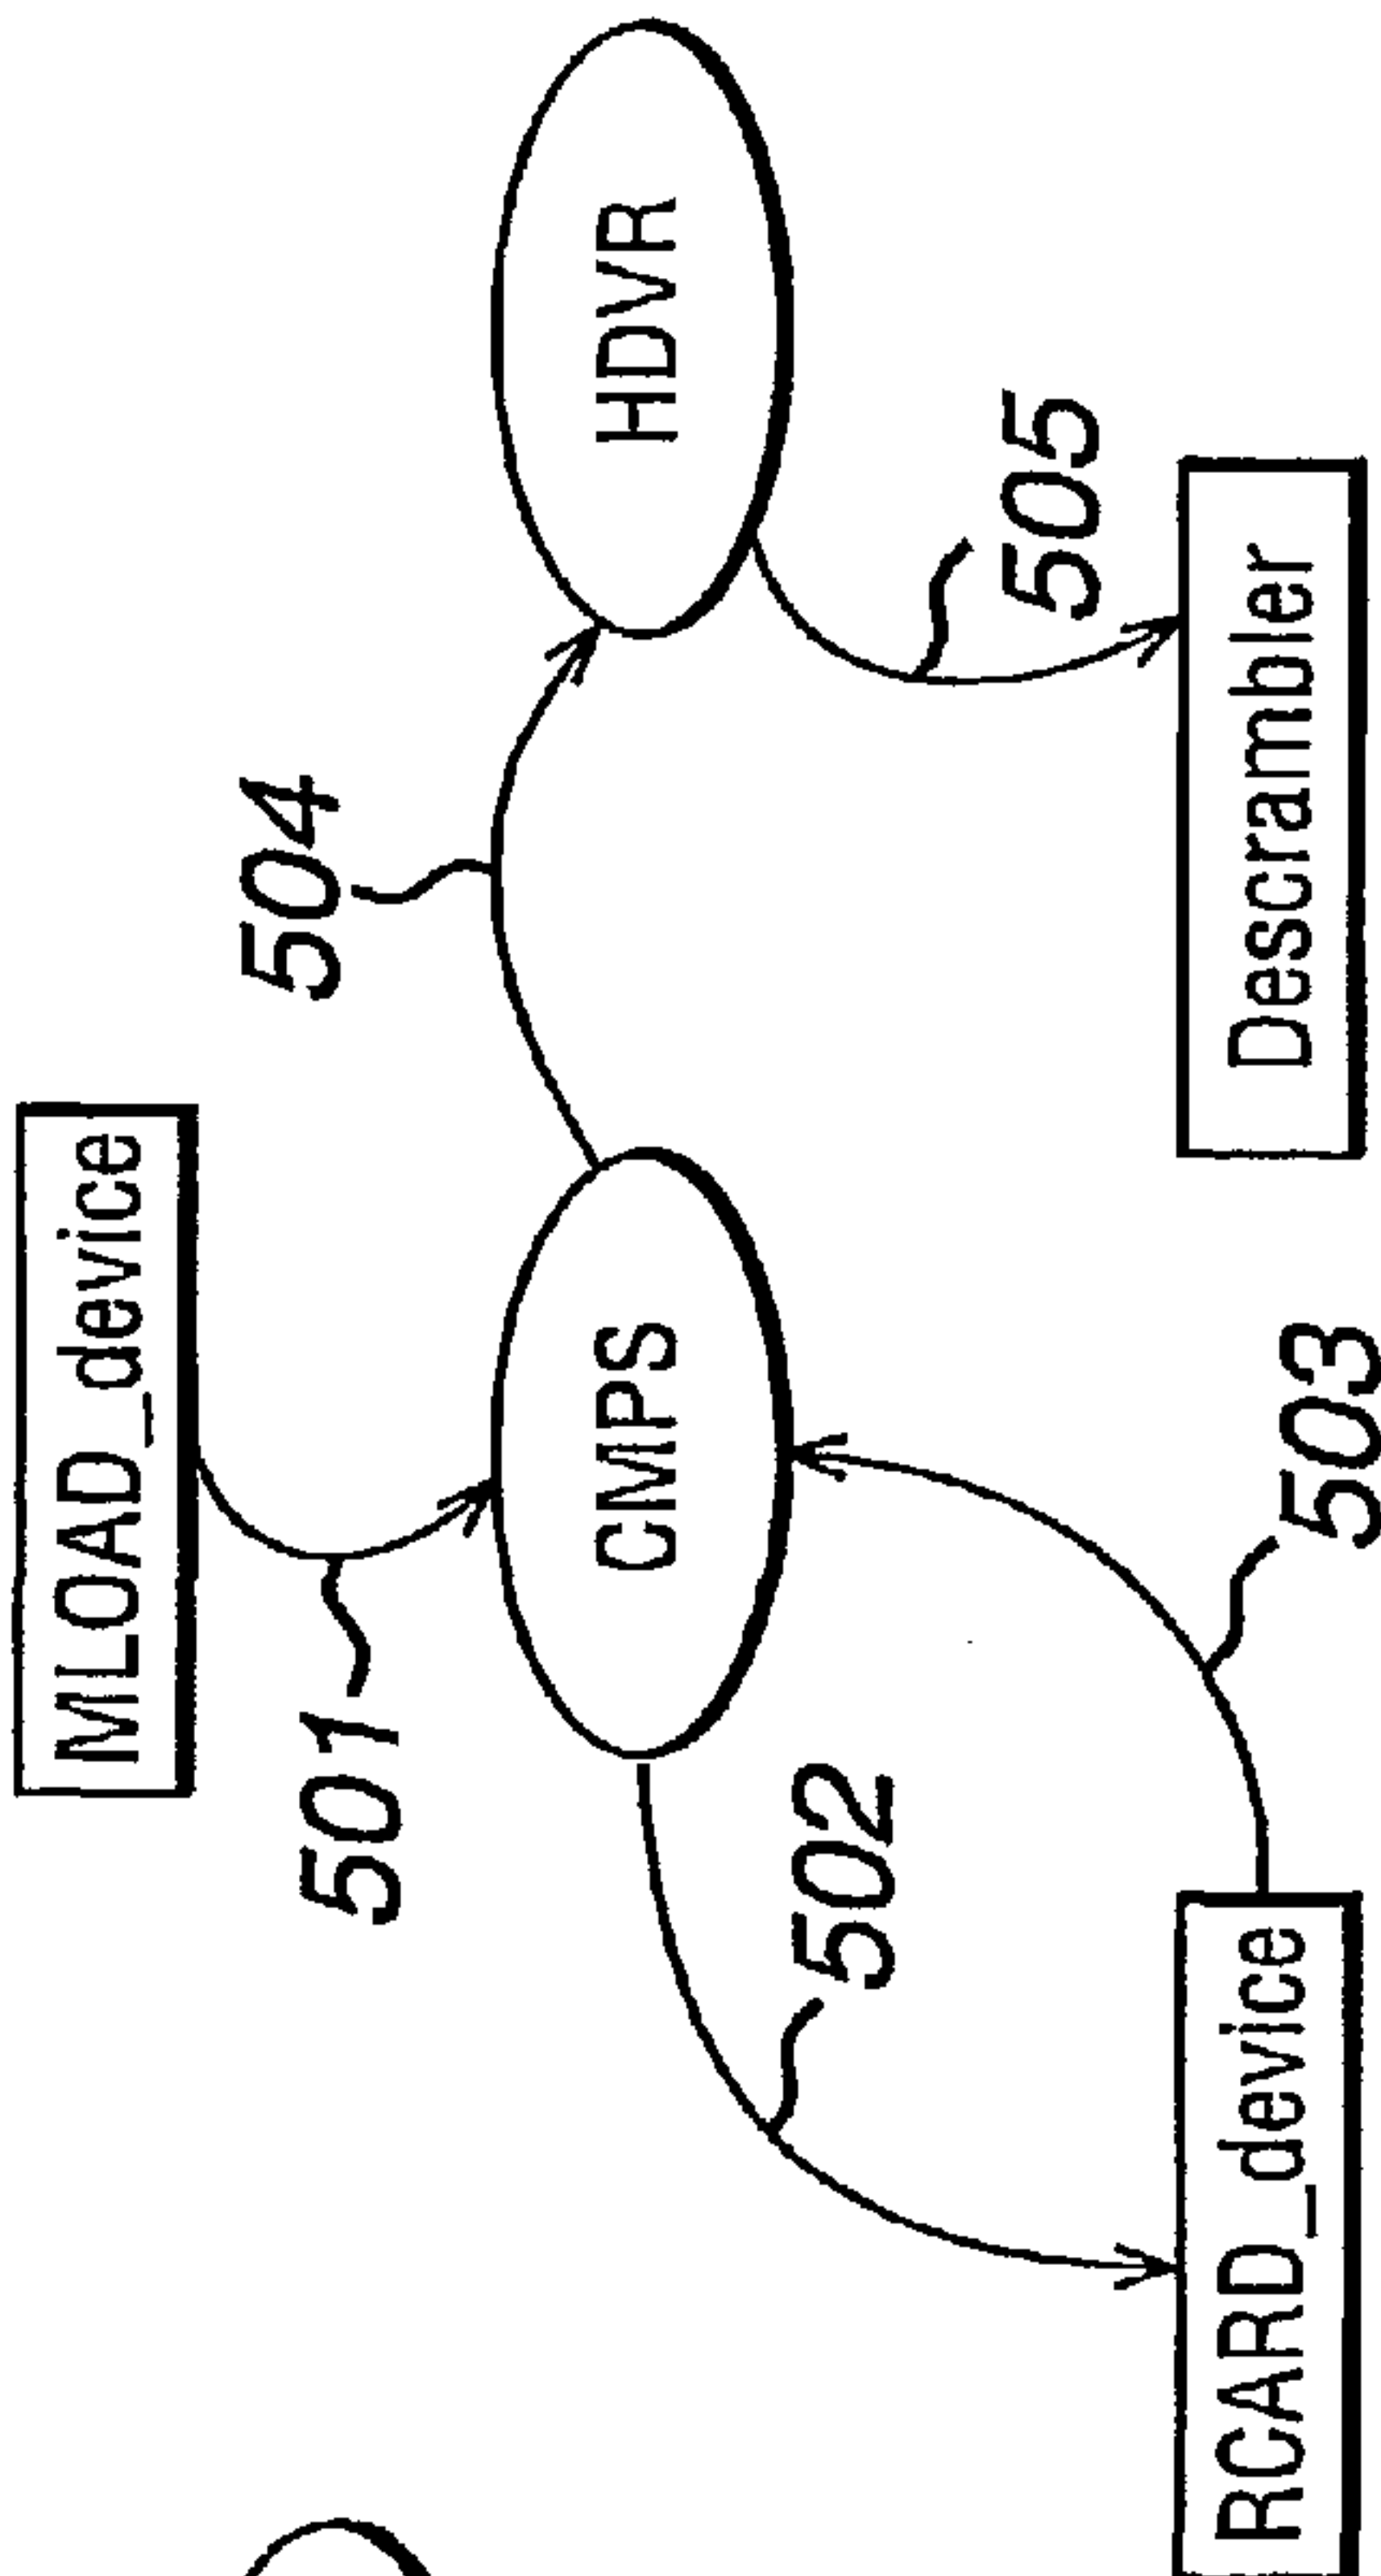 MLOAD_device
504
501
CMPS
HDVR
502
505
503
RCARD_device
Descrambler